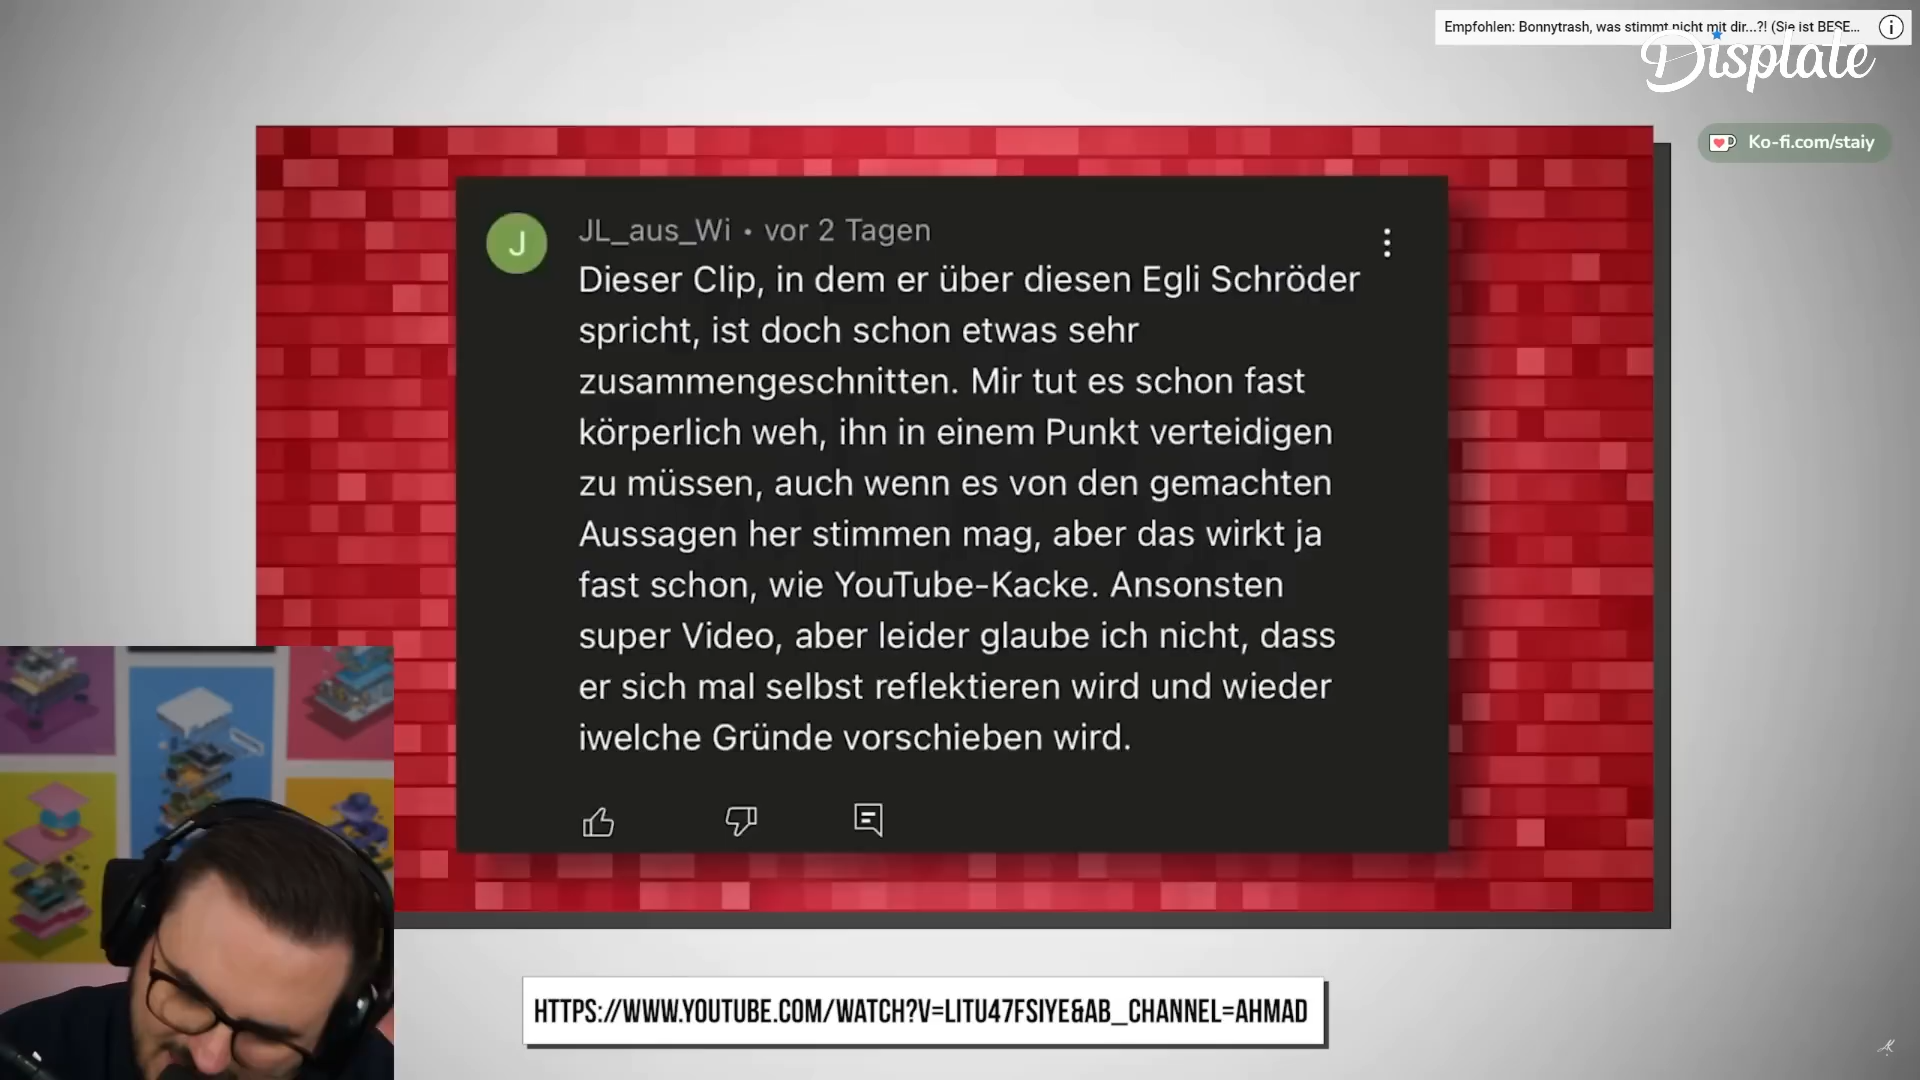 Empfohlen: Bonnytrash, was stimmt nicht mit dir...?! (Sie ist BESE...
Displate
Ko-fi.com/staiy
J
JL_aus_Wi • vor 2 Tagen
Dieser Clip, in dem er über diesen Egli Schröder
spricht, ist doch schon etwas sehr
zusammengeschnitten. Mir tut es schon fast
körperlich weh, ihn in einem Punkt verteidigen
zu müssen, auch wenn es von den gemachten
Aussagen her stimmen mag, aber das wirkt ja
fast schon, wie YouTube-Kacke. Ansonsten
super Video, aber leider glaube ich nicht, dass
er sich mal selbst reflektieren wird und wieder
iwelche Gründe vorschieben wird.
HTTPS://WWW.YOUTUBE.COM/WATCH?V=LITU47FSIYE&AB_CHANNEL=AHMAD